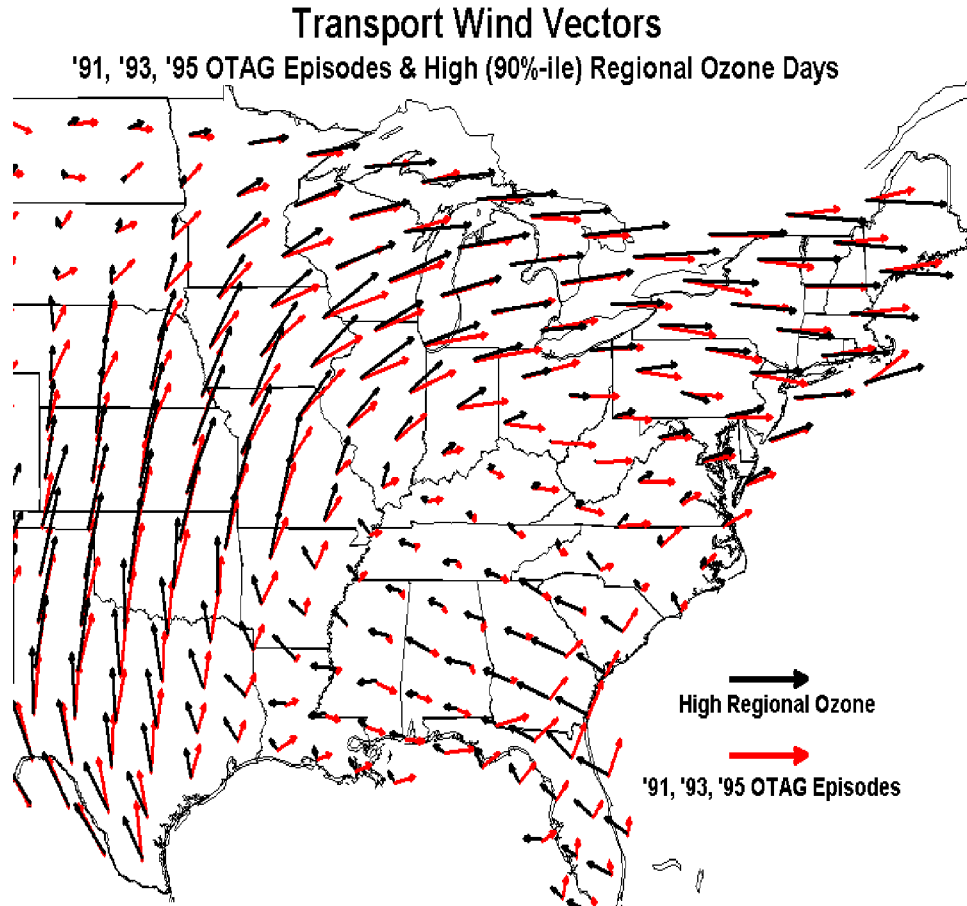 Transport Wind Vectors
'91, '93, '95 OTAG Episodes & High (90%-ile) Regional Ozone Days
High Regional Ozone
'91, '93, '95 OTAG Episodes